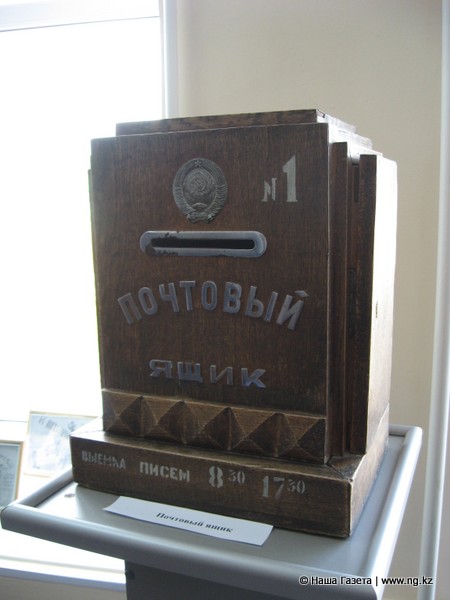 №1
ПОЧТОВЫЙ
ЯЩИК
ВЫЕМКА ПИСЕМ 8 30 17 30
Почтовый ящик
© Наша Газета | www.ng.kz